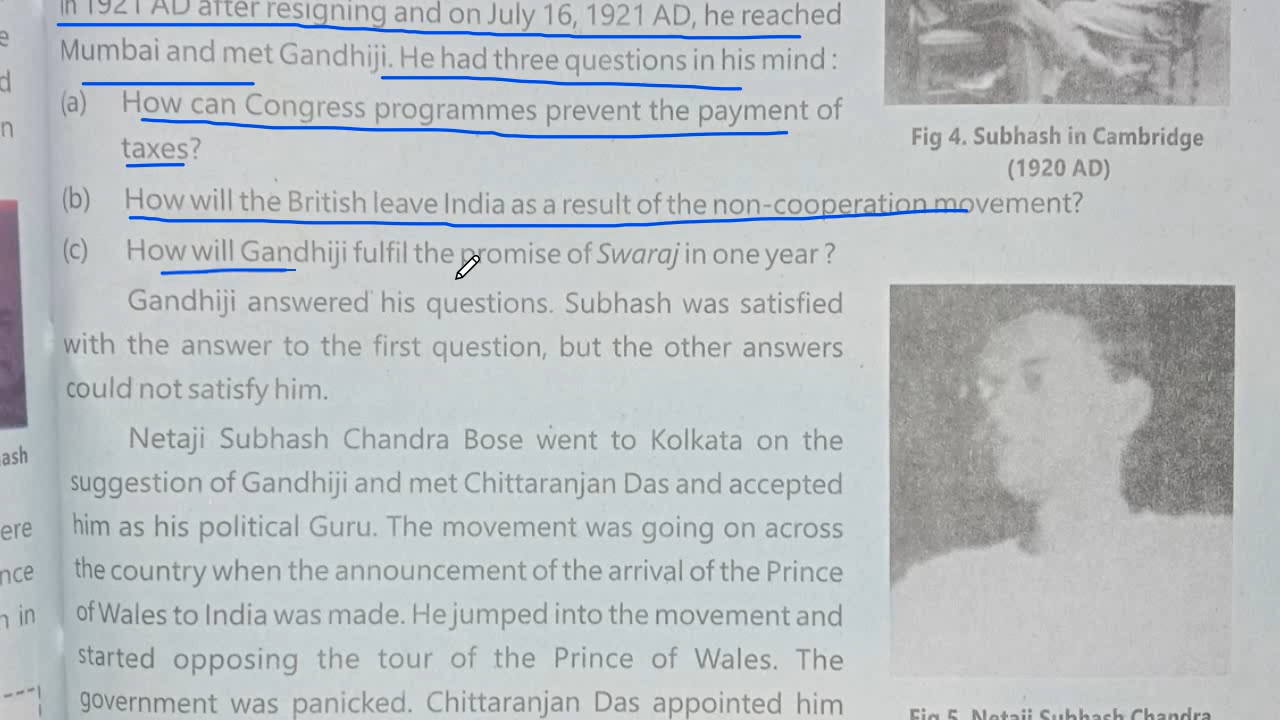 in 1921 AD after resigning and on July 16, 1921 AD, he reached
Mumbai and met Gandhiji. He had three questions in his mind :
(a) How can Congress programmes prevent the payment of
taxes?
(b) How will the British leave India as a result of the non-cooperation movement?
(c) How will Gandhiji fulfil the promise of Swaraj in one year ?
Gandhiji answered his questions. Subhash was satisfied
with the answer to the first question, but the other answers
could not satisfy him.
Netaji Subhash Chandra Bose went to Kolkata on the
suggestion of Gandhiji and met Chittaranjan Das and accepted
him as his political Guru. The movement was going on across
the country when the announcement of the arrival of the Prince
of Wales to India was made. He jumped into the movement and
started opposing the tour of the Prince of Wales. The
government was panicked. Chittaranjan Das appointed him
Fig 4. Subhash in Cambridge
(1920 AD)
Fig 5. Netaji Subhash Chandra